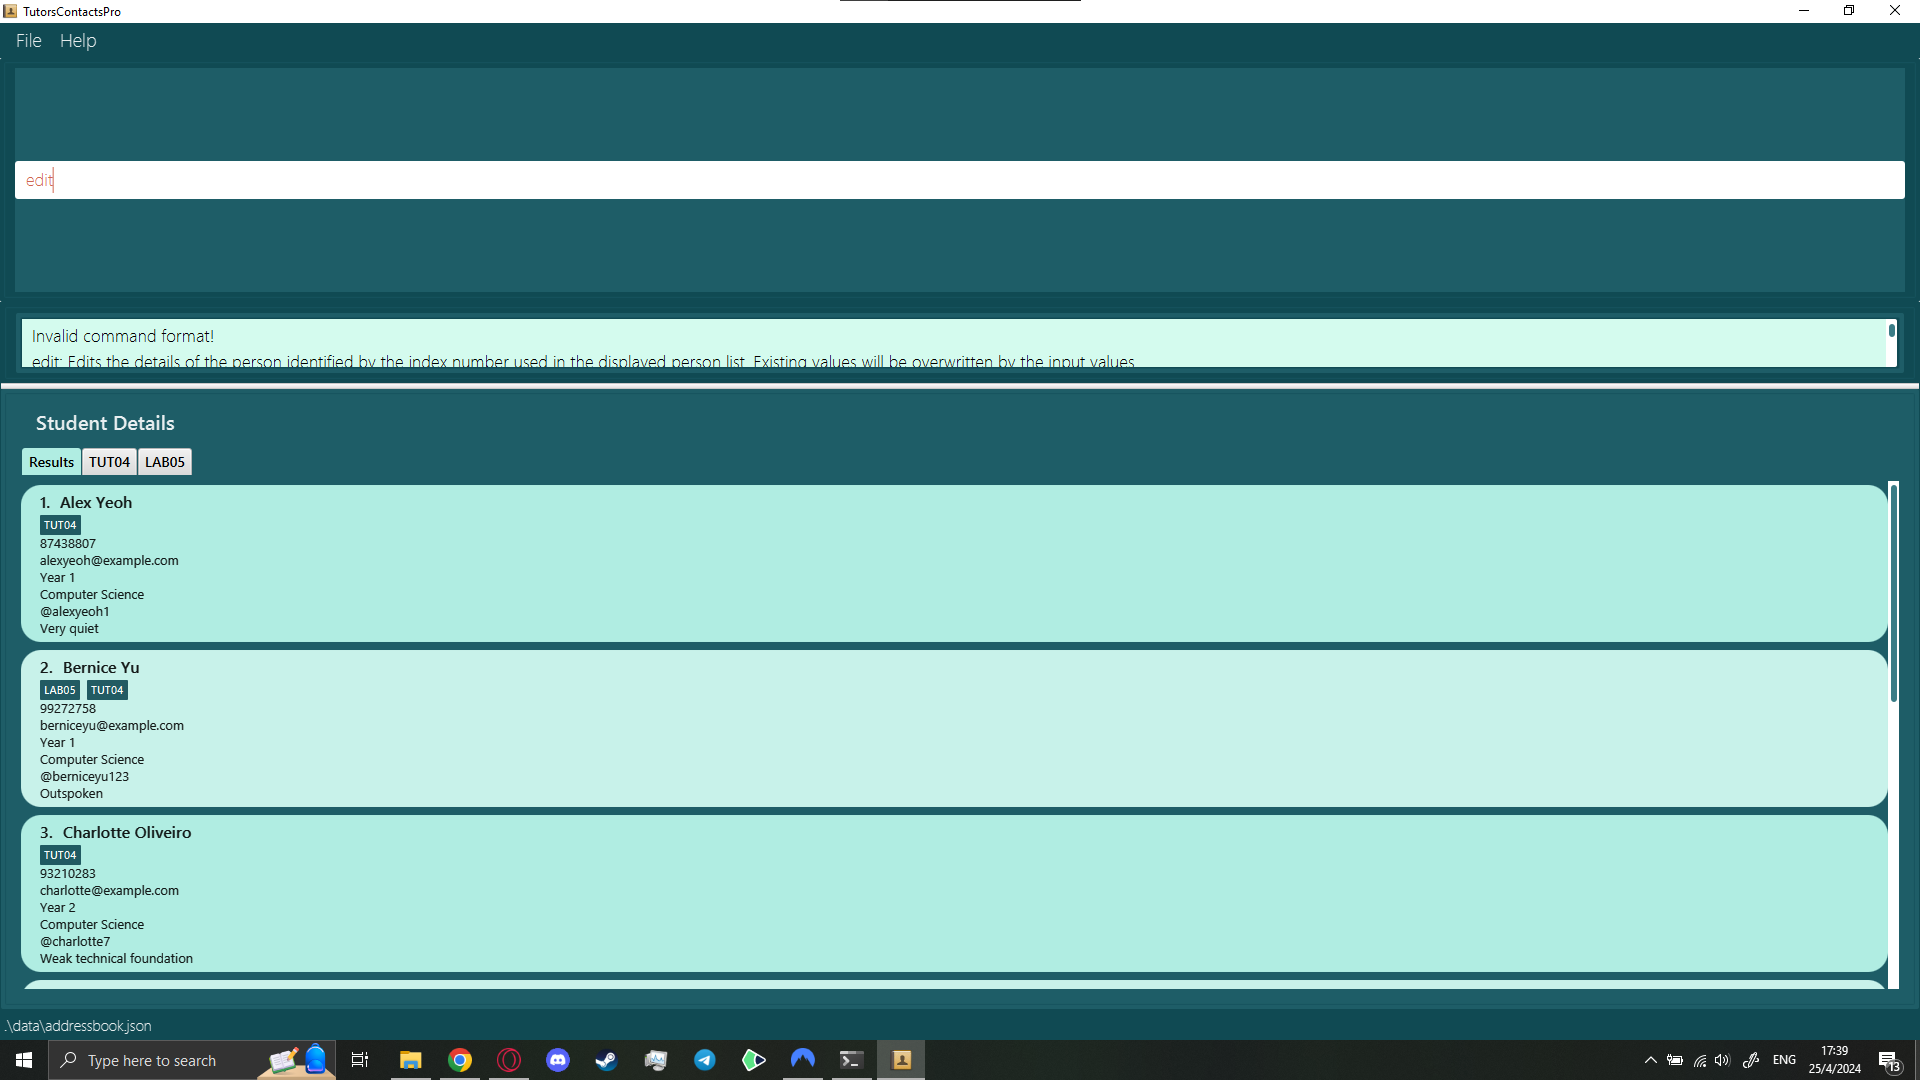 TutorsContactsPro
File Help
edit
Invalid command format!
edit: Edits the details of the person identified by the index number used in the displayed person list. Existing values will be overwritten by the input values.
Student Details
Results TUT04 LAB05
1. Alex Yeoh
TUT04
87438807
alexyeoh@example.com
Year 1
Computer Science
@alexyeoh1
Very quiet
2. Bernice Yu
LAB05 TUT04
99272758
berniceyu@example.com
Year 1
Computer Science
@berniceyu123
Outspoken
3. Charlotte Oliveiro
TUT04
93210283
charlotte@example.com
Year 2
Computer Science
@charlotte7
Weak technical foundation
.\data\addressbook.json
Type here to search
ENG
17:39
25/4/2024
13